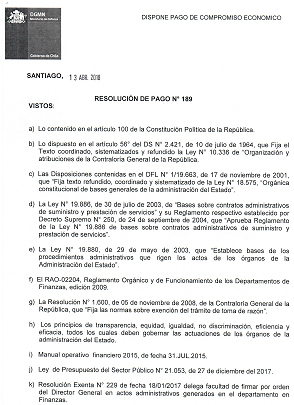 DGMN
Ministerio de Defensa
Gobierno de Chile
DISPONE PAGO DE COMPROMISO ECONOMICO
SANTIAGO, 13 ABR. 2018
RESOLUCIÓN DE PAGO N° 189
VISTOS:
a) Lo contenido en el artículo 100 de la Constitución Política de la República.
b) Lo dispuesto en el artículo 56° del DS N° 2.421, de 10 de julio de 1964, que Fija el
Texto coordinado, sistematizados y refundido la Ley N° 10.336 de "Organización y
atribuciones de la Contraloría General de la República.
c) Las Disposiciones contenidas en el DFL N° 1/19.663, de 17 de noviembre de 2001,
que "Fija texto refundido, coordinado y sistematizado de la Ley N° 18.575, "Orgánica
constitucional de bases generales de la administración del Estado".
d) La Ley N° 19.886, de 30 de julio de 2003, de "Bases sobre contratos administrativos
de suministro y prestación de servicios" y su Reglamento respectivo establecido por
Decreto Supremo N° 250, de 24 de septiembre de 2004, que "Aprueba Reglamento
de la Ley N° 19.886 de bases sobre contratos administrativos de suministro y
prestación de servicios".
e) La Ley N° 19.880, de 29 de mayo de 2003, que "Establece bases de los
procedimientos administrativos que rigen los actos de los órganos de la
Administración del Estado".
f) El RAO-02204, Reglamento Orgánico y de Funcionamiento de los Departamentos de
Finanzas, edición 2009.
g) La Resolución N° 1.600, de 05 de noviembre de 2008, de la Contraloría General de la
República, que "Fija las normas sobre exención del trámite de toma de razón".
h) Los principios de transparencia, equidad, igualdad, no discriminación, eficiencia y
eficacia, todos los cuales deben gobernar las actuaciones de los órganos de la
administración del Estado.
i) Manual operativo financiero 2015, de fecha 31.JUL.2015.
j) Ley de Presupuesto del Sector Público N° 21.053, de 27 de diciembre de 2017.
k) Resolución Exenta N° 229 de fecha 18/01/2017 delega facultad de firmar por orden
del Director General en actos administrativos generados en el departamento en
Finanzas.